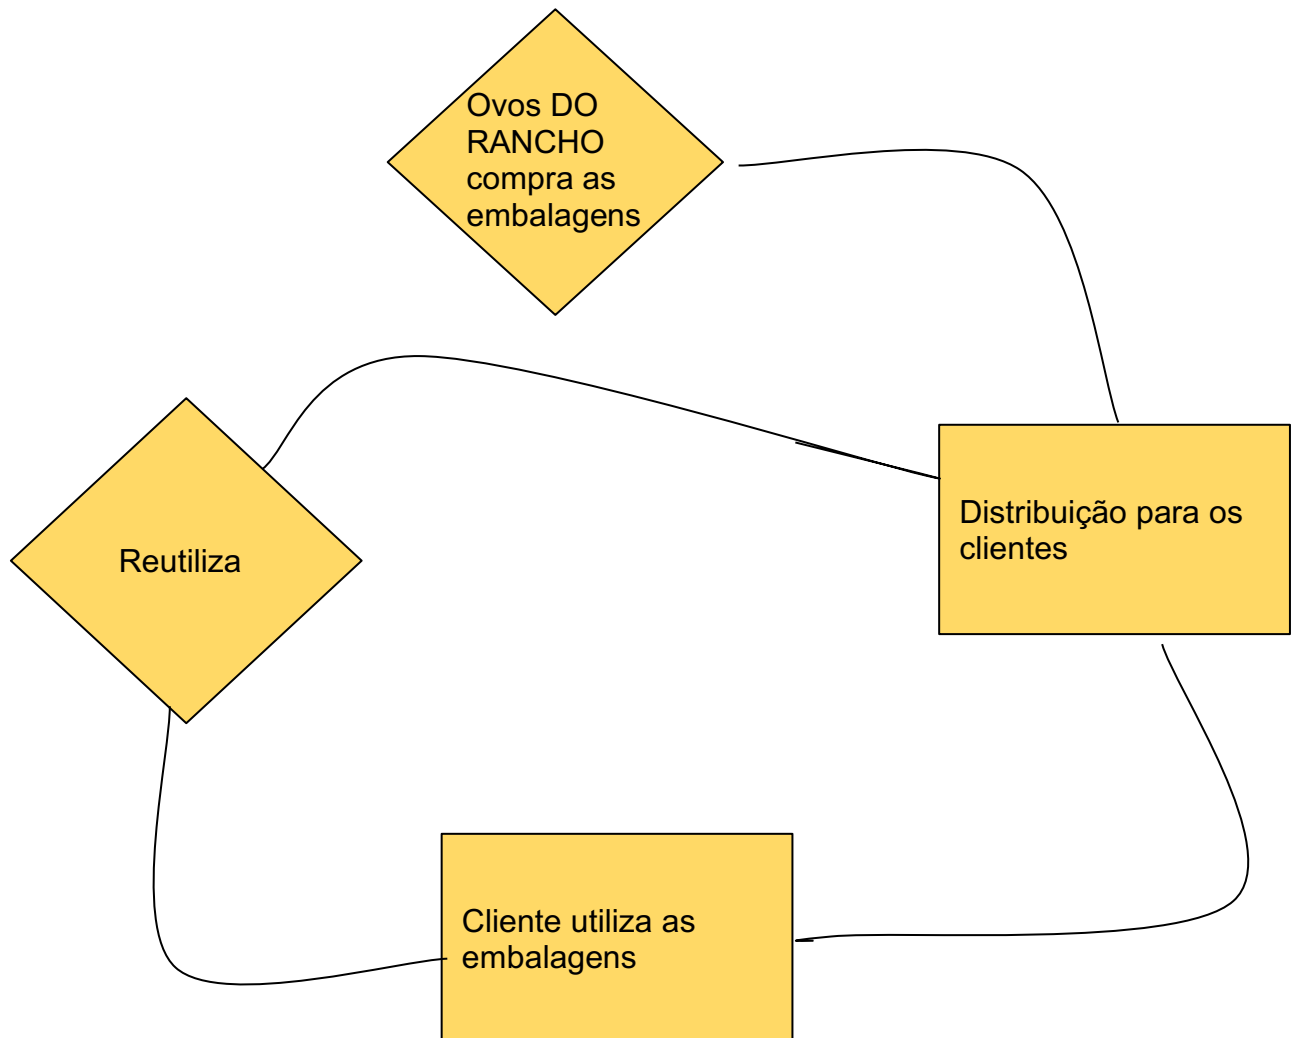 Ovos DO
RANCHO
compra as
embalagens
Distribuição para os
clientes
Reutiliza
Cliente utiliza as
embalagens